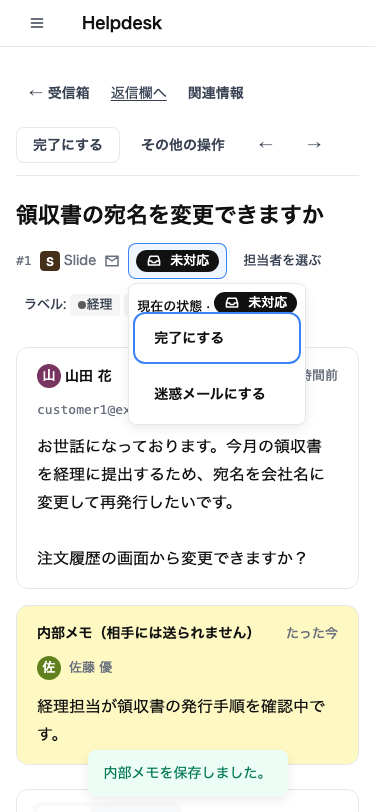 Helpdesk
← 受信箱 返信欄へ 関連情報
完了にする その他の操作 ← →
領収書の宛名を変更できますか
#1 S Slide 未対応 担当者を選ぶ
ラベル: 経理 現在の状態 · 未対応
完了にする
迷惑メールにする
山 山田 花 時間前
customer1@e
お世話になっております。今月の領収書
を経理に提出するため、宛名を会社名に
変更して再発行したいです。
注文履歴の画面から変更できますか？
内部メモ（相手には送られません） たった今
佐 佐藤 優
経理担当が領収書の発行手順を確認中で
す。
内部メモを保存しました。